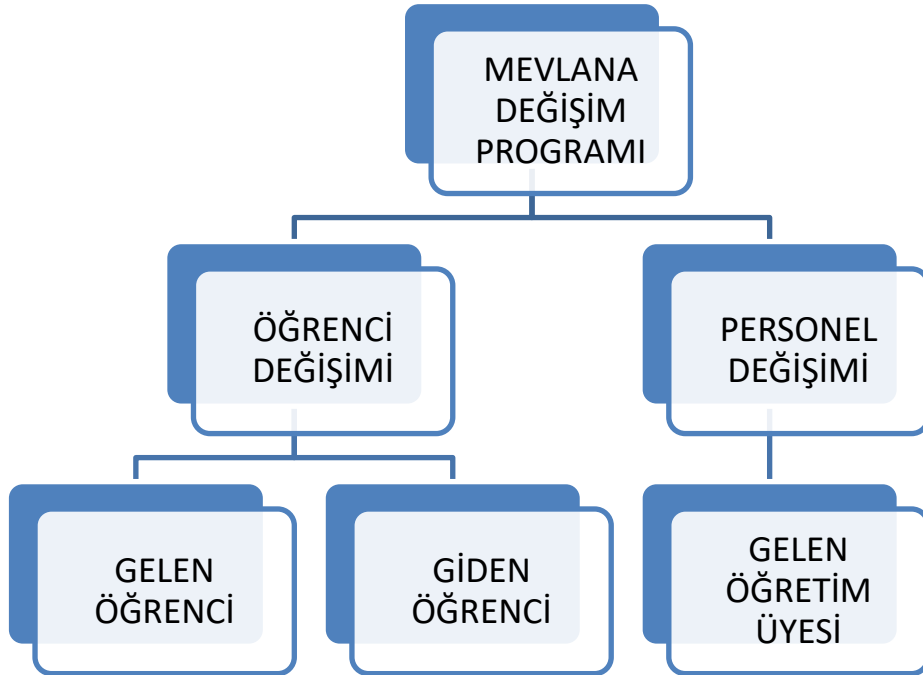 MEVLANA
DEĞİŞİM
PROGRAMI
ÖĞRENCİ
DEĞİŞİMİ
PERSONEL
DEĞİŞİMİ
GELEN
ÖĞRENCİ
GİDEN
ÖĞRENCİ
GELEN
ÖĞRETİM
ÜYESİ